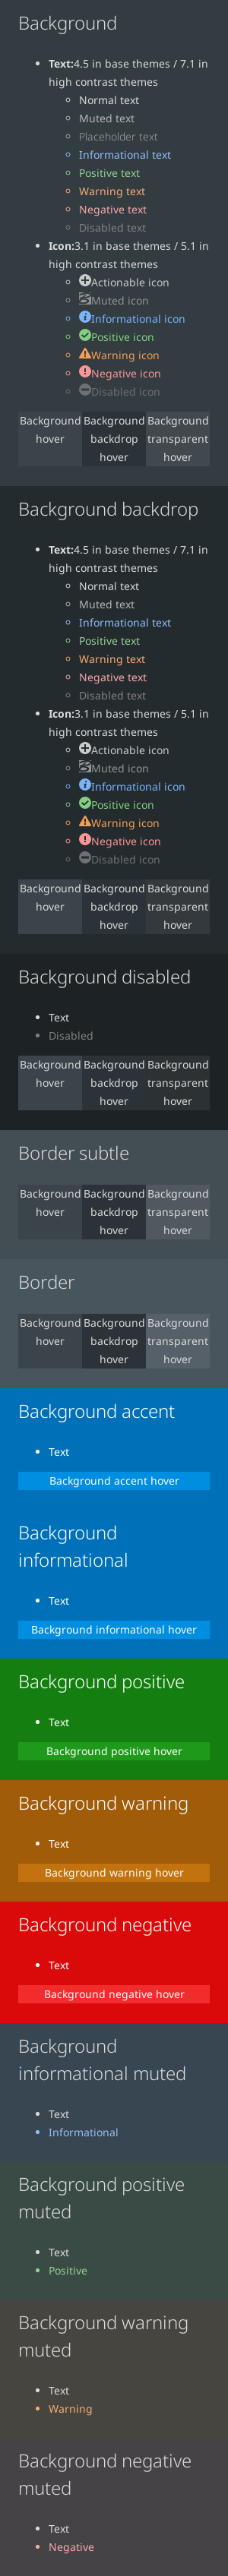 Background
Text:4.5 in base themes / 7.1 in
high contrast themes
Normal text
Muted text
Placeholder text
Informational text
Positive text
Warning text
Negative text
Disabled text
Icon:3.1 in base themes / 5.1 in
high contrast themes
Actionable icon
Muted icon
Informational icon
Positive icon
Warning icon
Negative icon
Disabled icon
Background Background Background
hover backdrop transparent
hover hover
Background backdrop
Text:4.5 in base themes / 7.1 in
high contrast themes
Normal text
Muted text
Informational text
Positive text
Warning text
Negative text
Disabled text
Icon:3.1 in base themes / 5.1 in
high contrast themes
Actionable icon
Muted icon
Informational icon
Positive icon
Warning icon
Negative icon
Disabled icon
Background Background Background
hover backdrop transparent
hover hover
Background disabled
Text
Disabled
Background Background Background
hover backdrop transparent
hover hover
Border subtle
Background Background Background
hover backdrop transparent
hover hover
Border
Background Background Background
hover backdrop transparent
hover hover
Background accent
Text
Background accent hover
Background
informational
Text
Background informational hover
Background positive
Text
Background positive hover
Background warning
Text
Background warning hover
Background negative
Text
Background negative hover
Background
informational muted
Text
Informational
Background positive
muted
Text
Positive
Background warning
muted
Text
Warning
Background negative
muted
Text
Negative